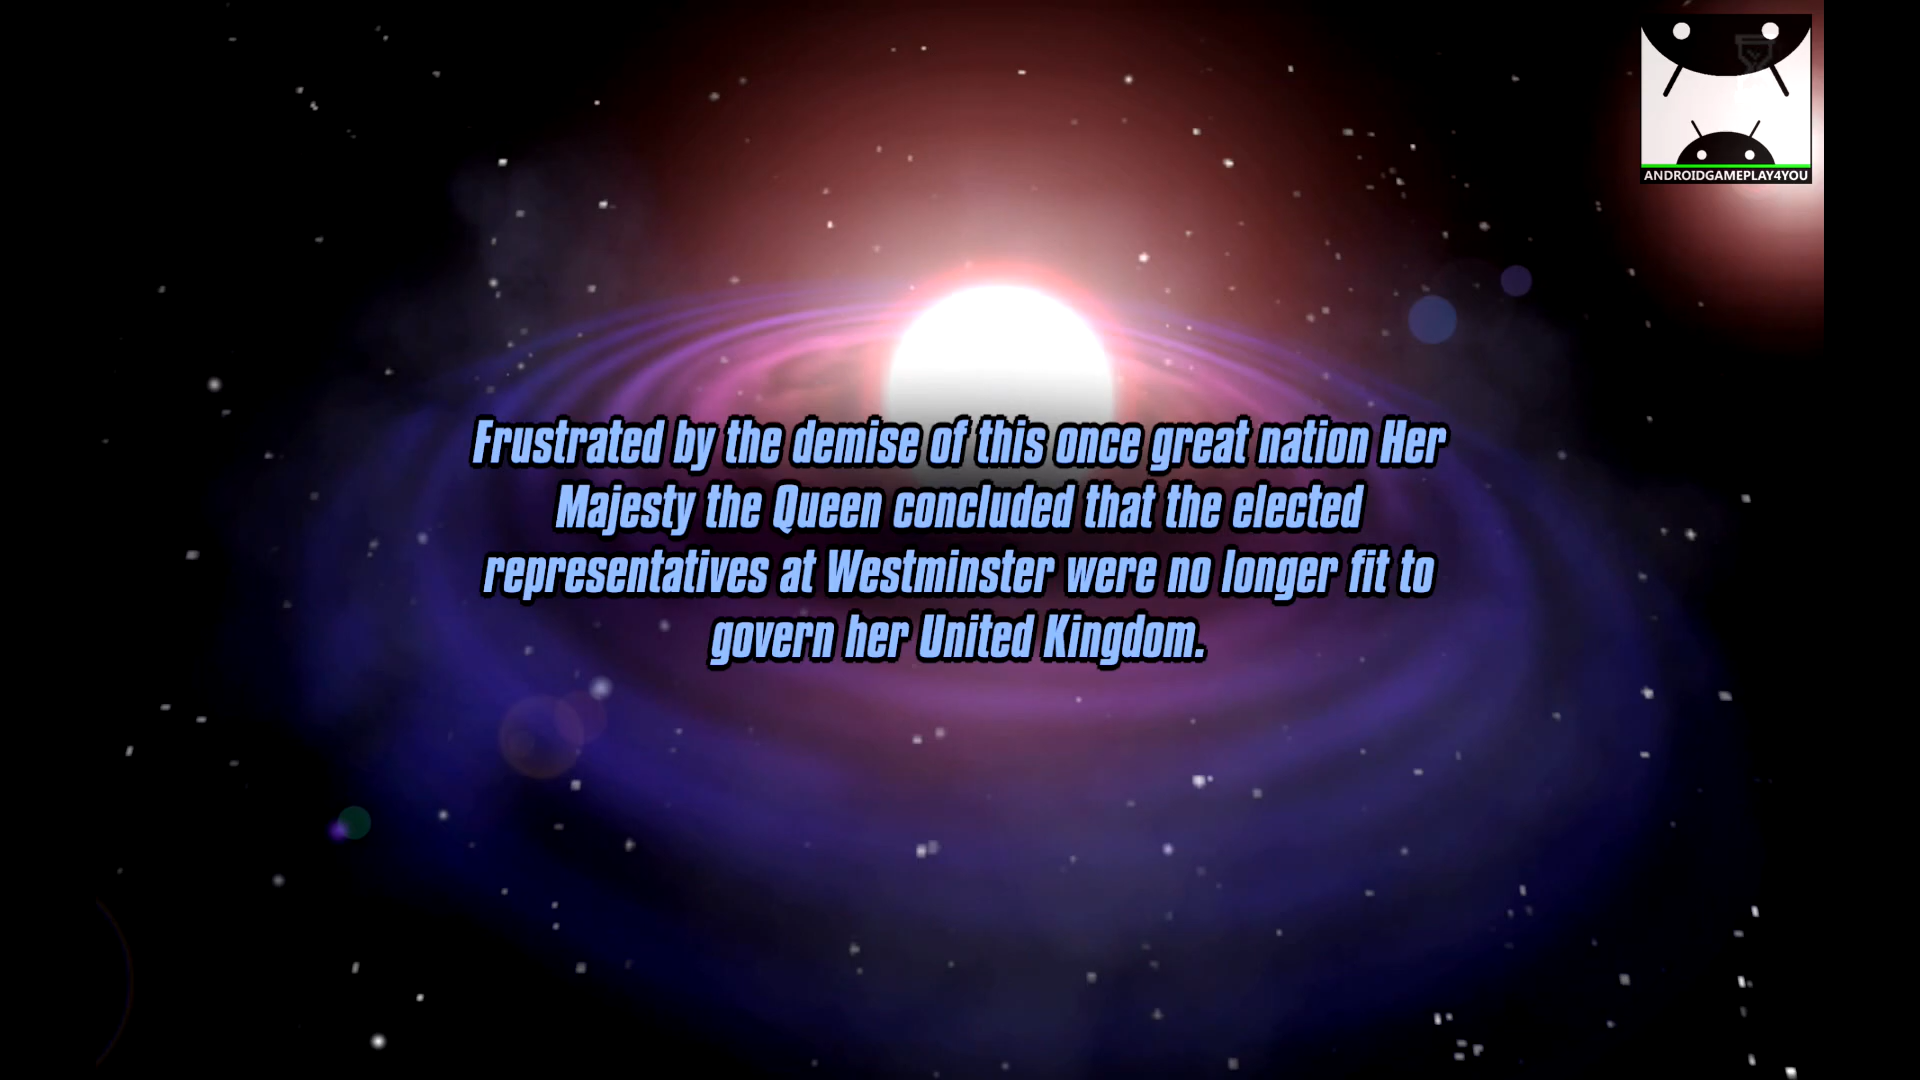 ANDROIDGAMEPLAY4YOU
Frustrated by the demise of this once great nation Her
Majesty the Queen concluded that the elected
representatives at Westminster were no longer fit to
govern her United Kingdom.